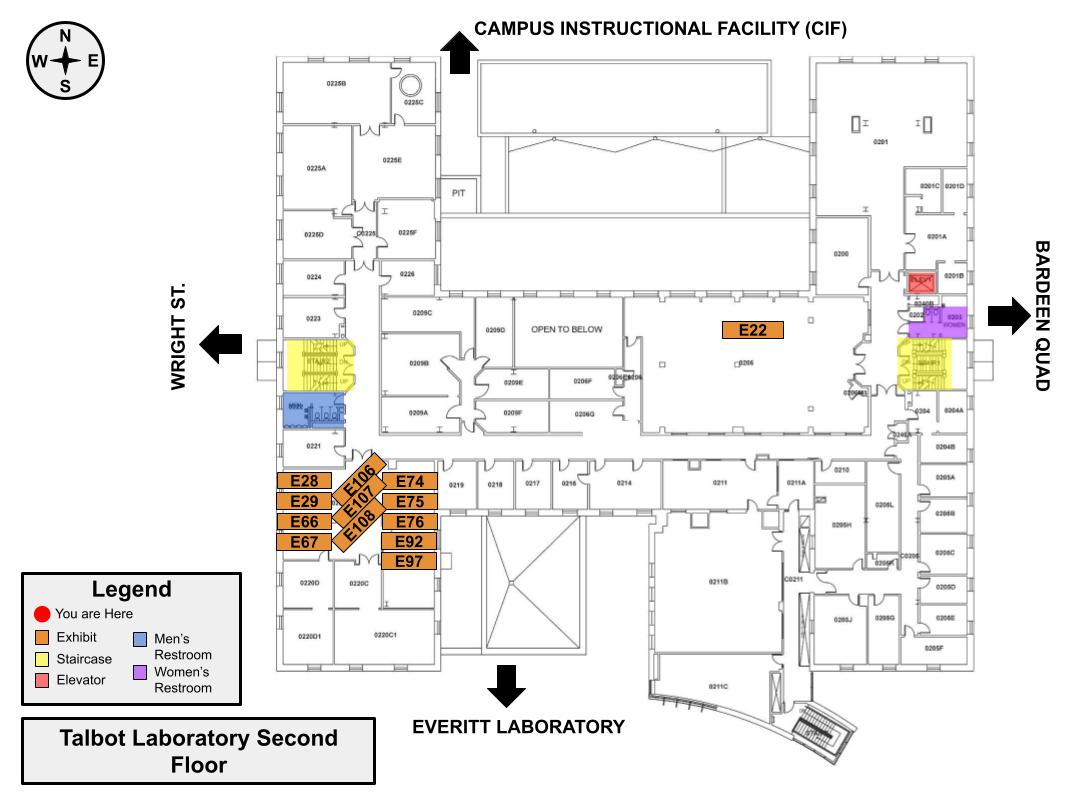 CAMPUS INSTRUCTIONAL FACILITY (CIF)
N
W E
S
0225B
0225C
0201
0225E
0225A
PIT
0201C 0201D
0225D
C0225
0225F
0201A
0200
0224
0226
0201B
ELEV1
WRIGHT ST.
BARDEEN QUAD
0223
0209C
0209D
OPEN TO BELOW
E22
0202
0203
WOMEN
0209B
0206
0209E
0206F
0209A
0209F
0206G
0204
0204A
0221
0204B
E28
E106
E74
0219
0218
0217
0216
0214
0211
0211A
0210
0205A
E29
E107
E75
E66
E108
E76
0205H
0205L
0205B
E67
E92
E97
0205C
C0205
0220D
0220C
0211B
C0211
0205D
0220D1
0220C1
0205J
0205G
0205E
0205F
0211C
Legend
You are Here
Exhibit
Men's
Restroom
Staircase
Women's
Restroom
Elevator
EVERITT LABORATORY
Talbot Laboratory Second
Floor